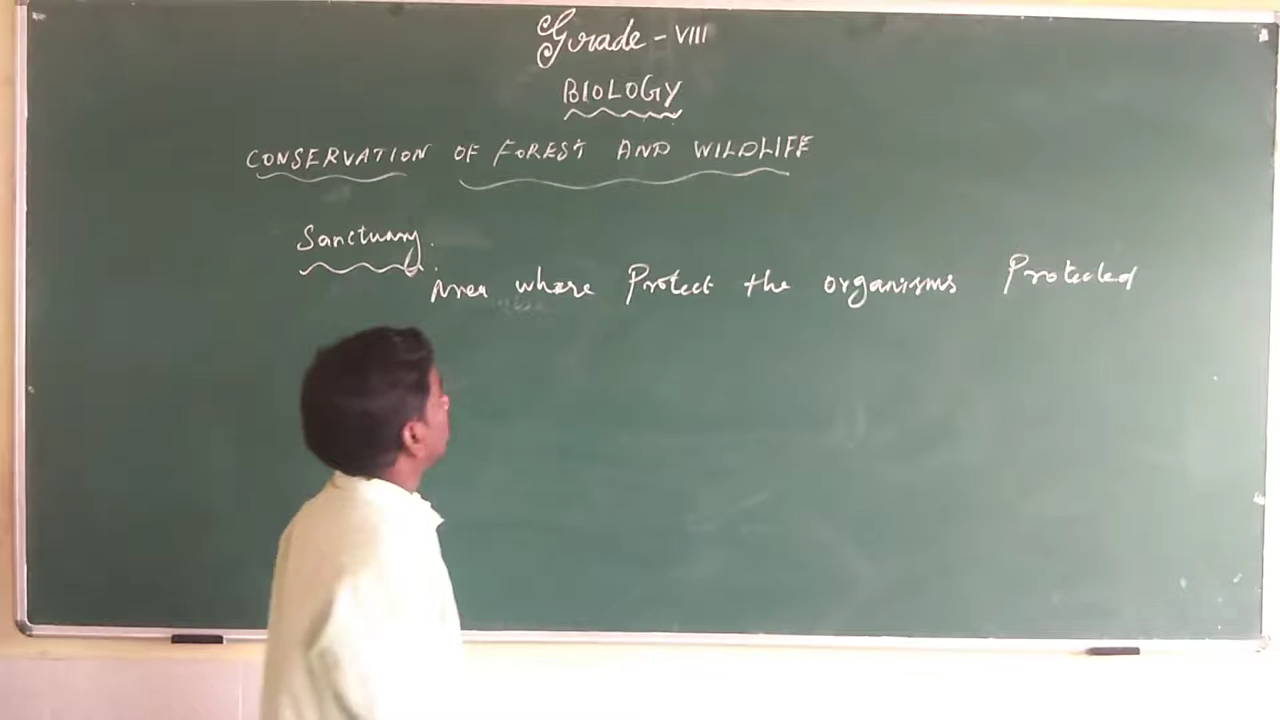 Grade - VIII
BIOLOGY
CONSERVATION OF FOREST AND WILDLIFE
Sanctuary.
Area where Protect the organisms Protected